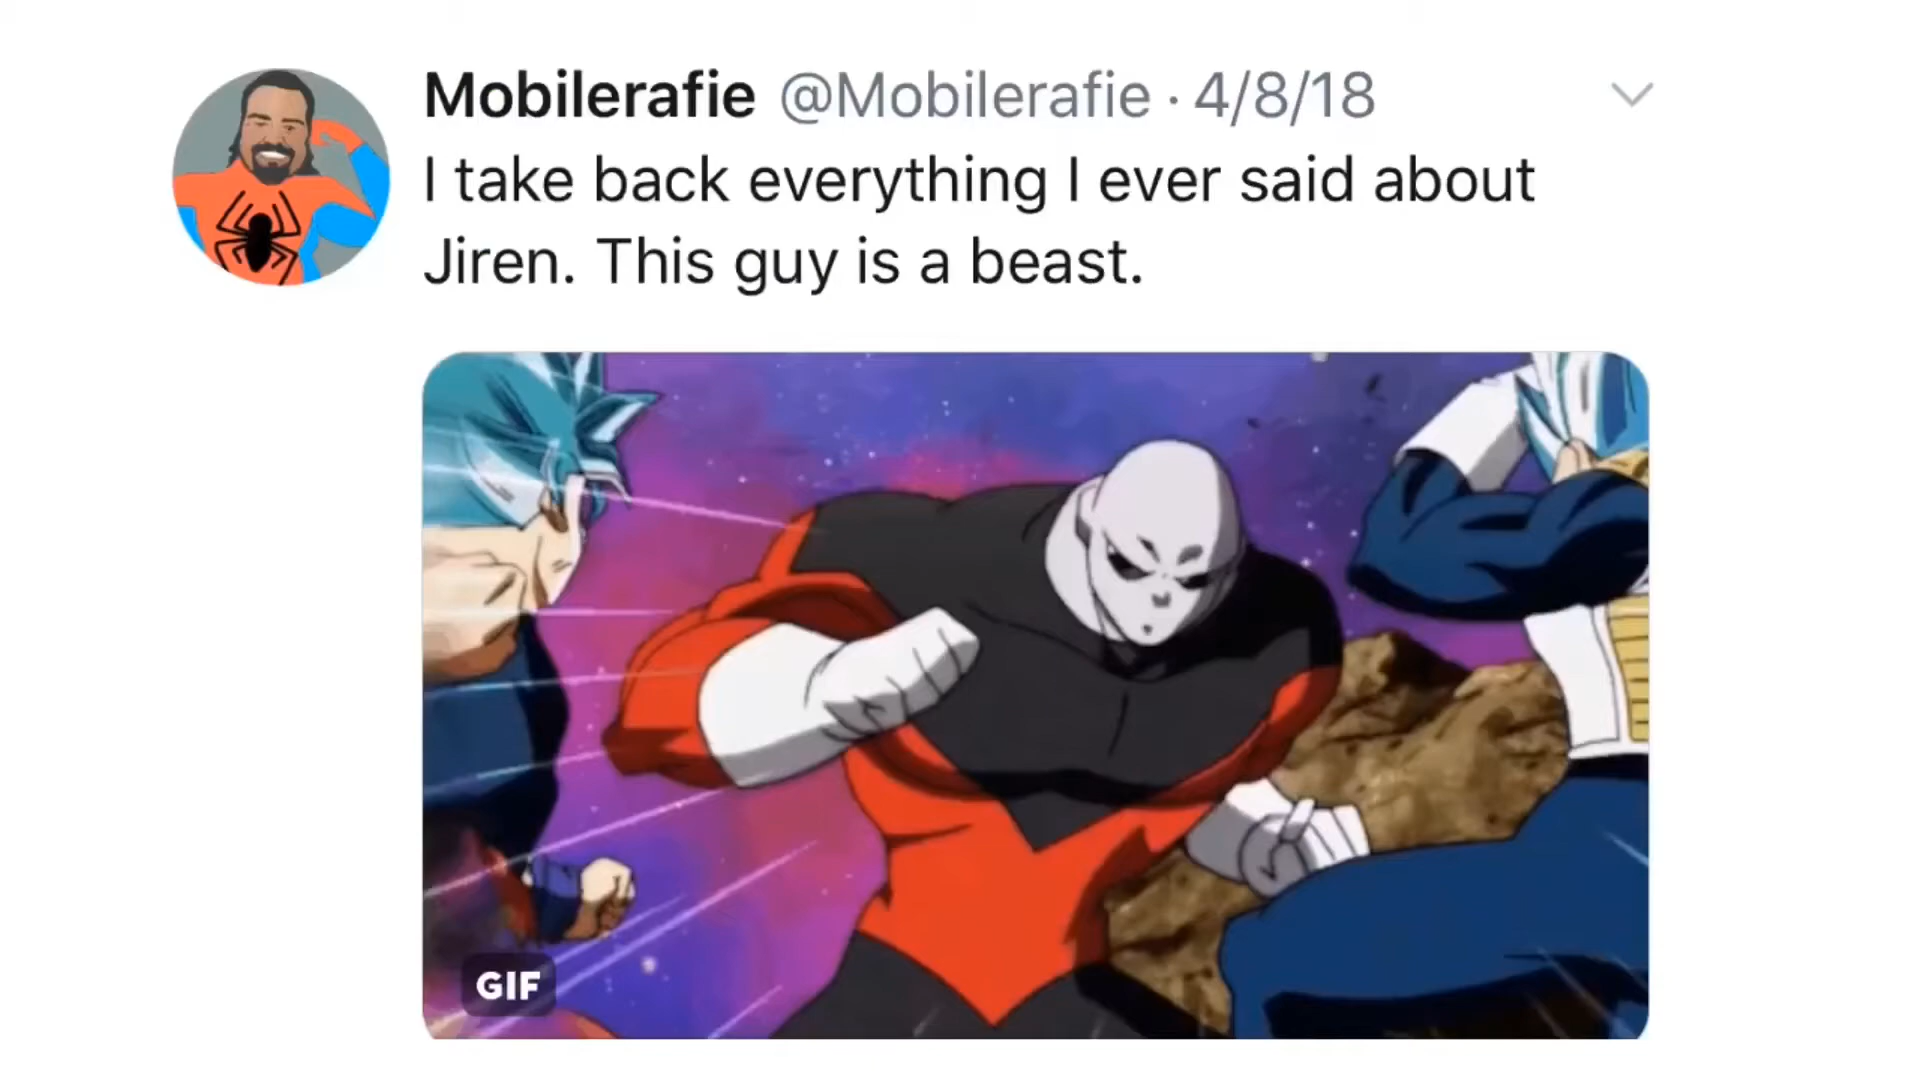 Mobilerafie @Mobilerafie · 4/8/18
I take back everything I ever said about
Jiren. This guy is a beast.
GIF